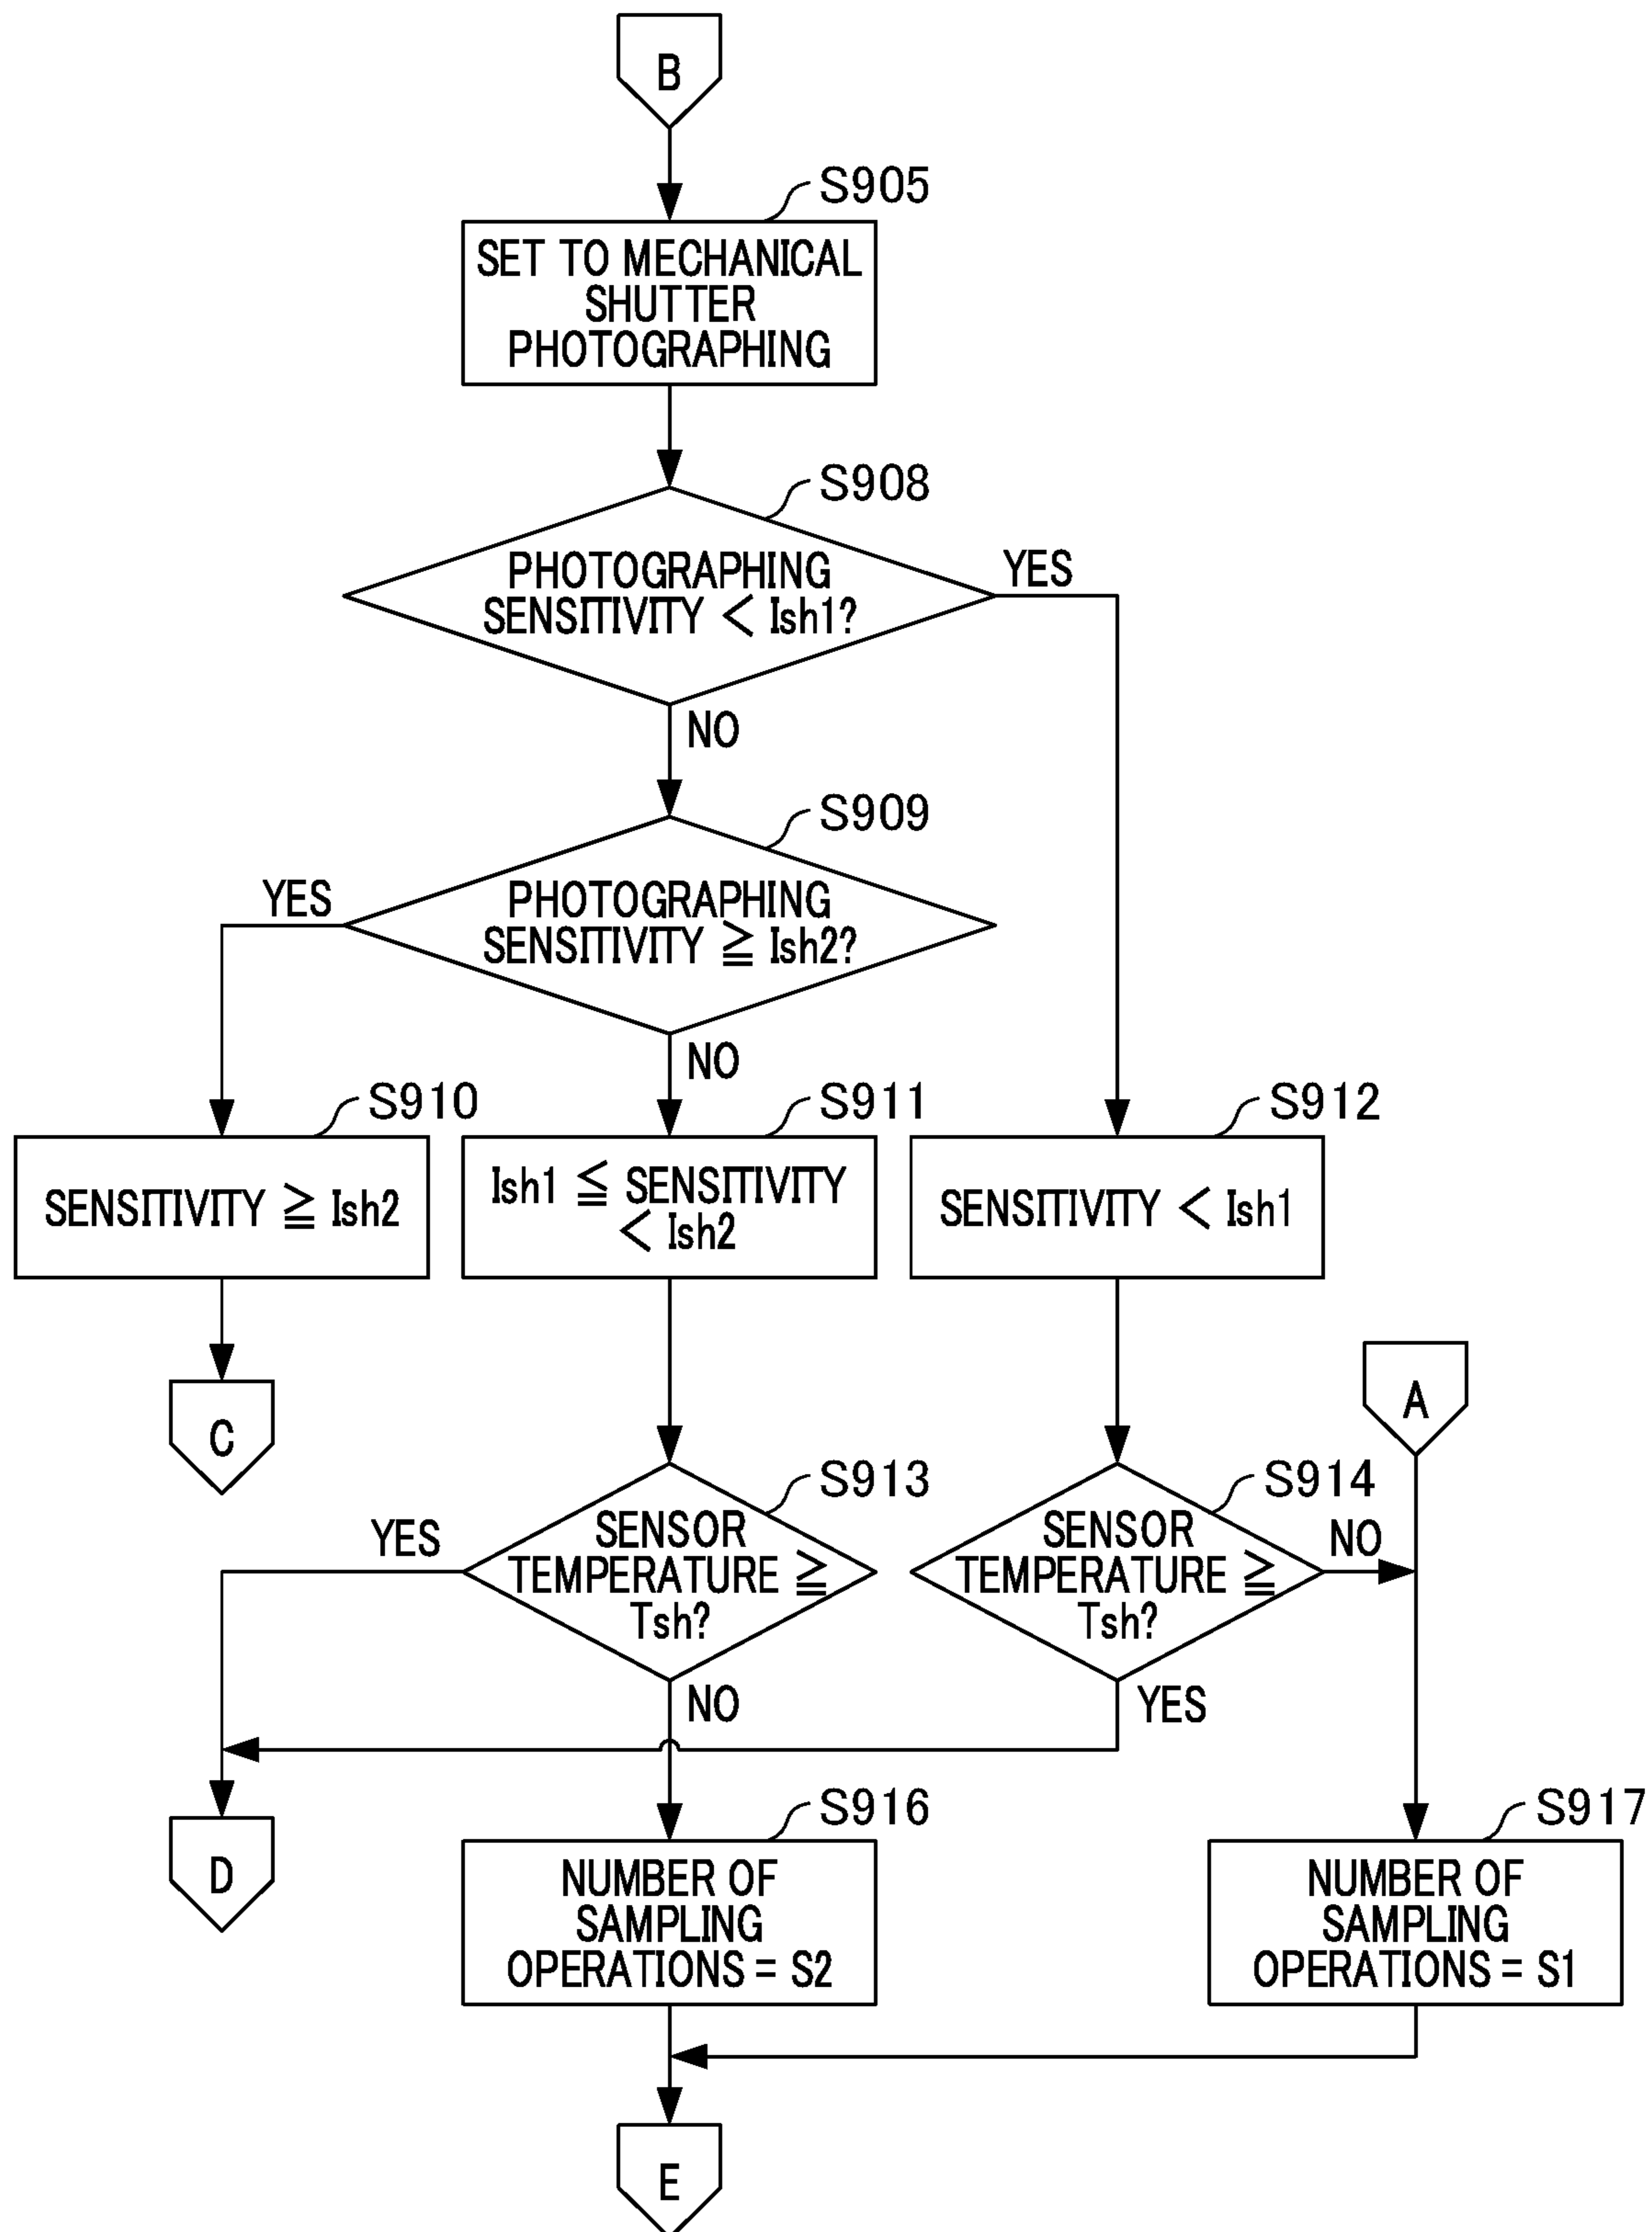 B
S905
SET TO MECHANICAL
SHUTTER
PHOTOGRAPHING
S908
PHOTOGRAPHING
SENSITIVITY < Ish1?
YES
NO
S909
PHOTOGRAPHING
SENSITIVITY ≧ Ish2?
YES
NO
S910
SENSITIVITY ≧ Ish2
S911
Ish1 ≦ SENSITIVITY
< Ish2
S912
SENSITIVITY < Ish1
C
A
S913
SENSOR
TEMPERATURE ≧
Tsh?
YES
NO
S914
SENSOR
TEMPERATURE ≧
Tsh?
NO
YES
D
S916
NUMBER OF
SAMPLING
OPERATIONS = S2
S917
NUMBER OF
SAMPLING
OPERATIONS = S1
E